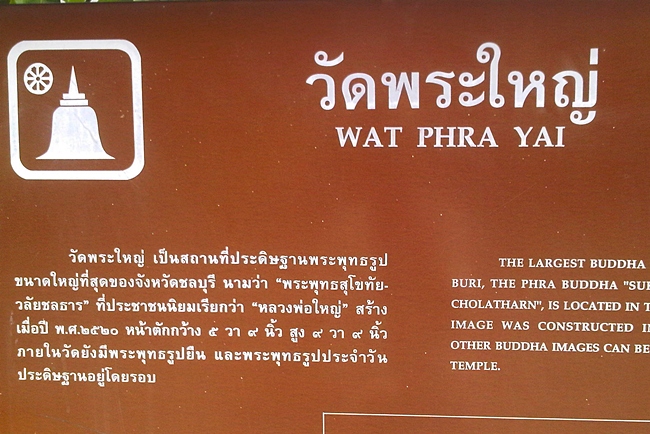 วัดพระใหญ่
WAT PHRA YAI
วัดพระใหญ่ เป็นสถานที่ประดิษฐานพระพุทธรูป
ขนาดใหญ่ที่สุดของจังหวัดชลบุรี นามว่า “พระพุทธสุโขทัย-
วลัยชลธาร” ที่ประชาชนนิยมเรียกว่า “หลวงพ่อใหญ่” สร้าง
เมื่อปี พ.ศ.๒๕๒๐ หน้าตักกว้าง ๕ วา ๙ นิ้ว สูง ๙ วา ๙ นิ้ว
ภายในวัดยังมีพระพุทธรูปยืน และพระพุทธรูปประจำวัน
ประดิษฐานอยู่โดยรอบ
THE LARGEST BUDDHA
BURI, THE PHRA BUDDHA "SU
CHOLATHARN", IS LOCATED IN T
IMAGE WAS CONSTRUCTED I
OTHER BUDDHA IMAGES CAN BE
TEMPLE.